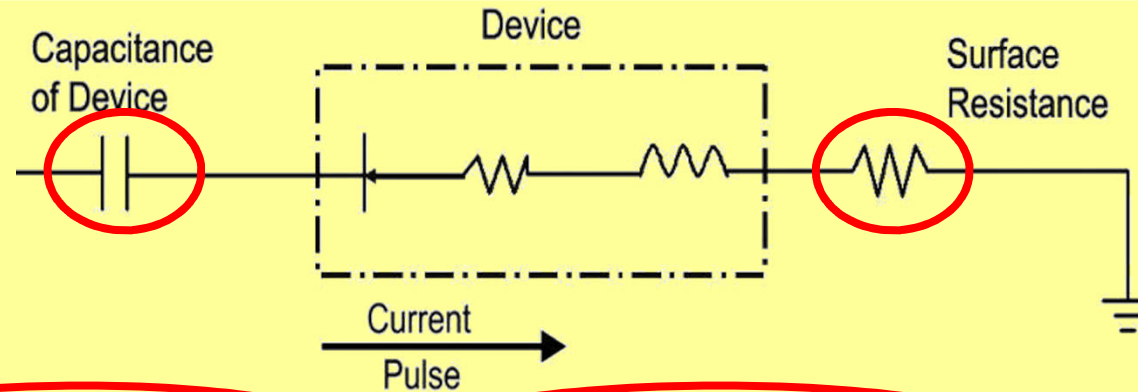 Device
Capacitance
of Device
Surface
Resistance
Current
Pulse